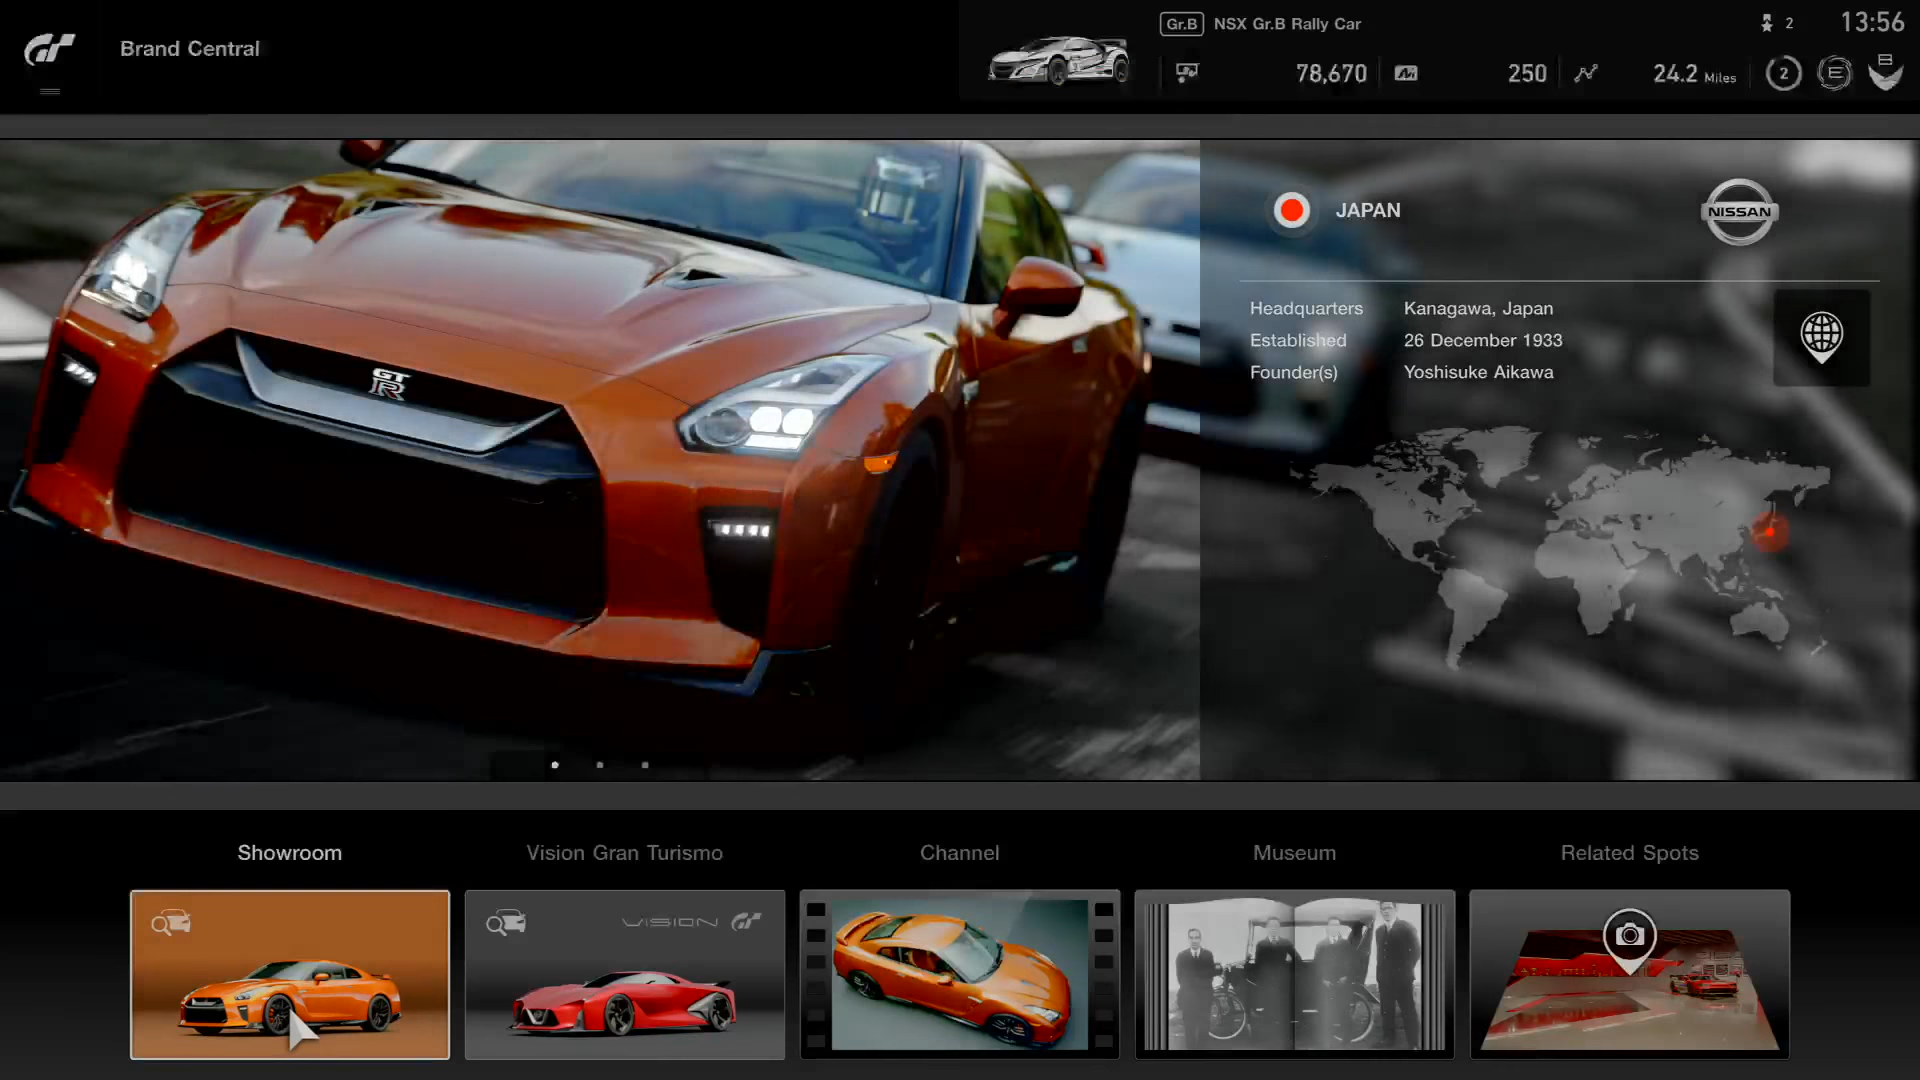 Brand Central
Gr.B NSX Gr.B Rally Car
2
13:56
78,670
250
24.2 Miles
2
E
B
JAPAN
NISSAN
Headquarters Kanagawa, Japan
Established 26 December 1933
Founder(s) Yoshisuke Aikawa
GT
R
Showroom
Vision Gran Turismo
Channel
Museum
Related Spots
VISION GT